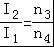 I₂/I₁ = n₃/n₄